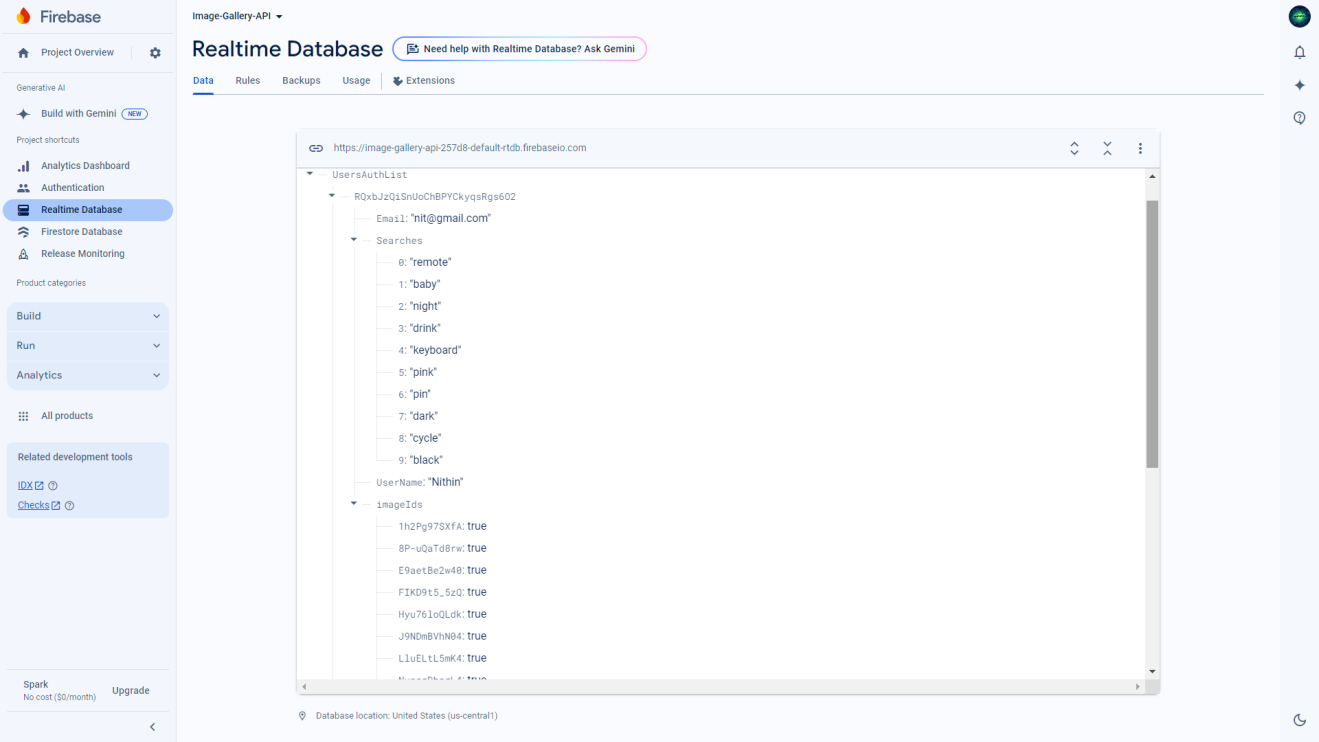 Firebase
Project Overview
Generative AI
Build with Gemini NEW
Project shortcuts
Analytics Dashboard
Authentication
Realtime Database
Firestore Database
Release Monitoring
Product categories
Build
Run
Analytics
All products
Related development tools
IDX
Checks
Spark
No cost ($0/month)
Upgrade
Image-Gallery-API
Realtime Database
Need help with Realtime Database? Ask Gemini
Data Rules Backups Usage Extensions
https://image-gallery-api-257d8-default-rtdb.firebaseio.com
UsersAuthList
RQxbJzQiSnUoChBPYCkyqsRgs6O2
Email: "nit@gmail.com"
Searches
0: "remote"
1: "baby"
2: "night"
3: "drink"
4: "keyboard"
5: "pink"
6: "pin"
7: "dark"
8: "cycle"
9: "black"
UserName: "Nithin"
imageIds
1h2Pg97SXfA: true
8P-uQaTd8rw: true
E9aetBe2w40: true
FIKD9t5_5zQ: true
Hyu76loQLdk: true
J9NDmBVhN04: true
LluELtL5mK4: true
Database location: United States (us-central1)